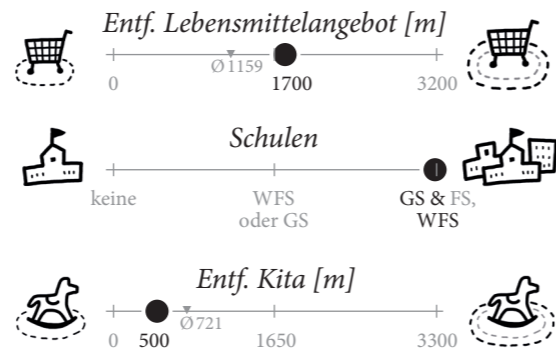 Entf. Lebensmittelangebot [m]
Ø 1159
0 1700 3200
Schulen
keine WFS GS & FS,
oder GS WFS
Entf. Kita [m]
Ø 721
0 500 1650 3300